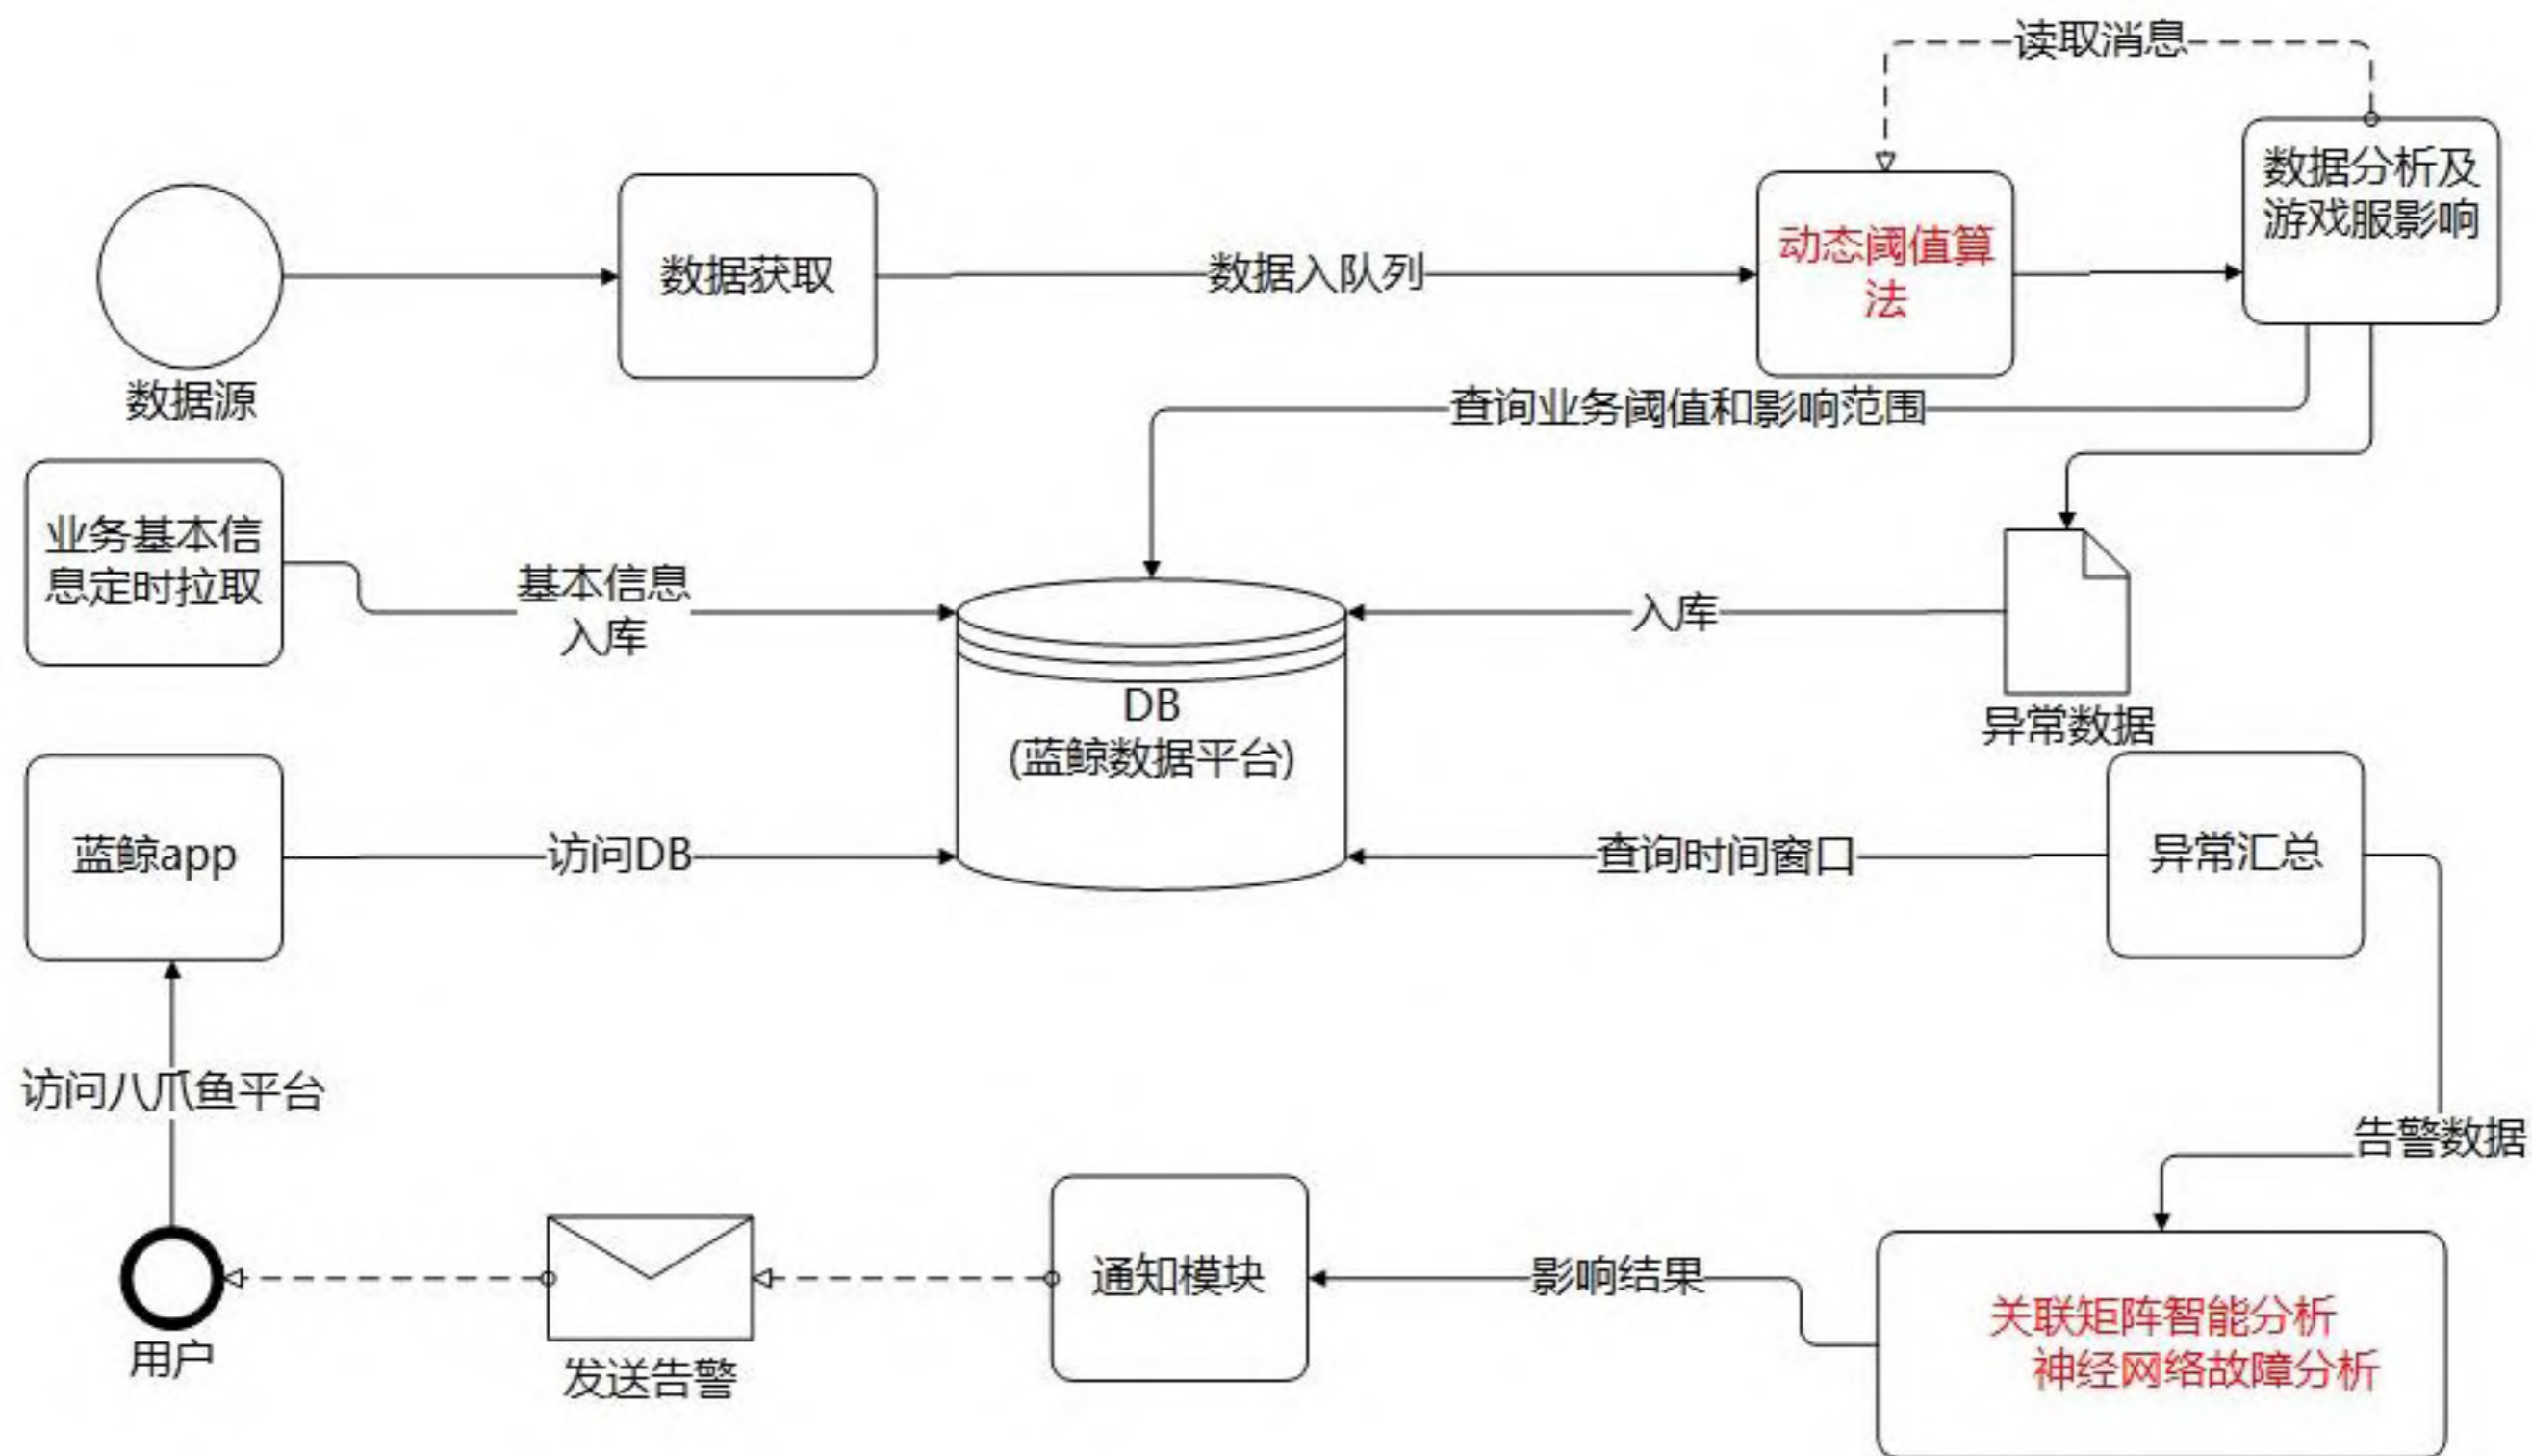 读取消息
数据分析及
游戏服影响
动态阈值算
法
数据获取
数据入队列
数据源
查询业务阈值和影响范围
业务基本信
息定时拉取
基本信息
入库
入库
DB
(蓝鲸数据平台)
异常数据
蓝鲸app
访问DB
查询时间窗口
异常汇总
访问八爪鱼平台
告警数据
通知模块
影响结果
关联矩阵智能分析
神经网络故障分析
用户
发送告警